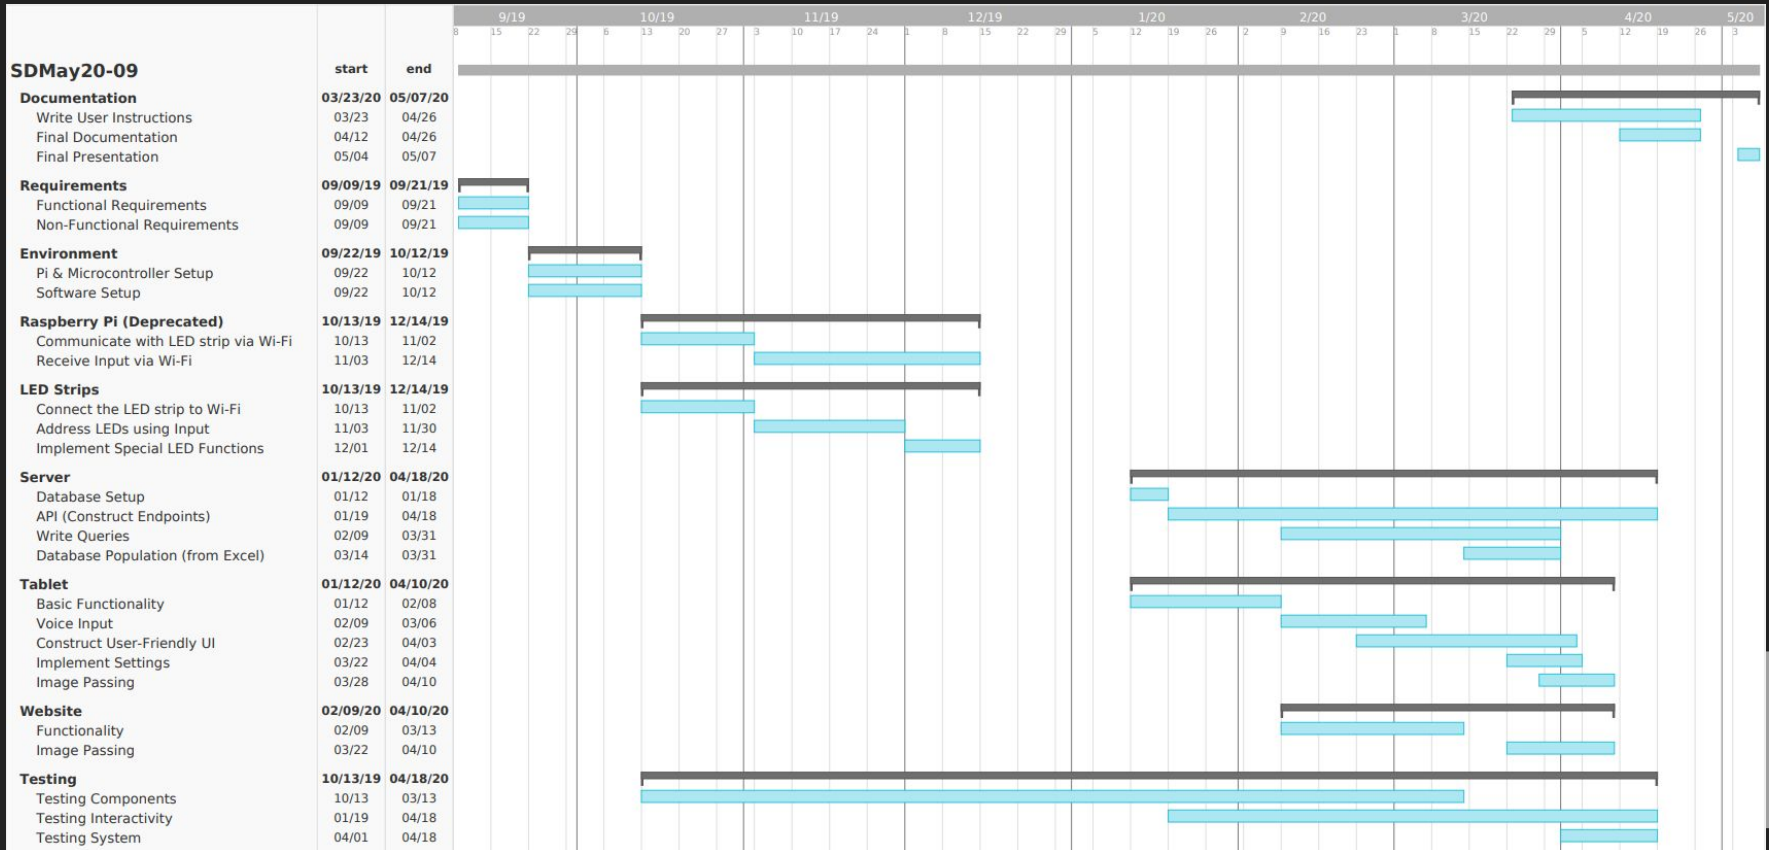 9/19 10/19 11/19 12/19 1/20 2/20 3/20 4/20 5/20
8 15 22 29 6 13 20 27 3 10 17 24 1 8 15 22 29 5 12 19 26 2 9 16 23 1 8 15 22 29 5 12 19 26 3
SDMay20-09 start end
Documentation 03/23/20 05/07/20
Write User Instructions 03/23 04/26
Final Documentation 04/12 04/26
Final Presentation 05/04 05/07
Requirements 09/09/19 09/21/19
Functional Requirements 09/09 09/21
Non-Functional Requirements 09/09 09/21
Environment 09/22/19 10/12/19
Pi & Microcontroller Setup 09/22 10/12
Software Setup 09/22 10/12
Raspberry Pi (Deprecated) 10/13/19 12/14/19
Communicate with LED strip via Wi-Fi 10/13 11/02
Receive Input via Wi-Fi 11/03 12/14
LED Strips 10/13/19 12/14/19
Connect the LED strip to Wi-Fi 10/13 11/02
Address LEDs using Input 11/03 11/30
Implement Special LED Functions 12/01 12/14
Server 01/12/20 04/18/20
Database Setup 01/12 01/18
API (Construct Endpoints) 01/19 04/18
Write Queries 02/09 03/31
Database Population (from Excel) 03/14 03/31
Tablet 01/12/20 04/10/20
Basic Functionality 01/12 02/08
Voice Input 02/09 03/06
Construct User-Friendly UI 02/23 04/03
Implement Settings 03/22 04/04
Image Passing 03/28 04/10
Website 02/09/20 04/10/20
Functionality 02/09 03/13
Image Passing 03/22 04/10
Testing 10/13/19 04/18/20
Testing Components 10/13 03/13
Testing Interactivity 01/19 04/18
Testing System 04/01 04/18